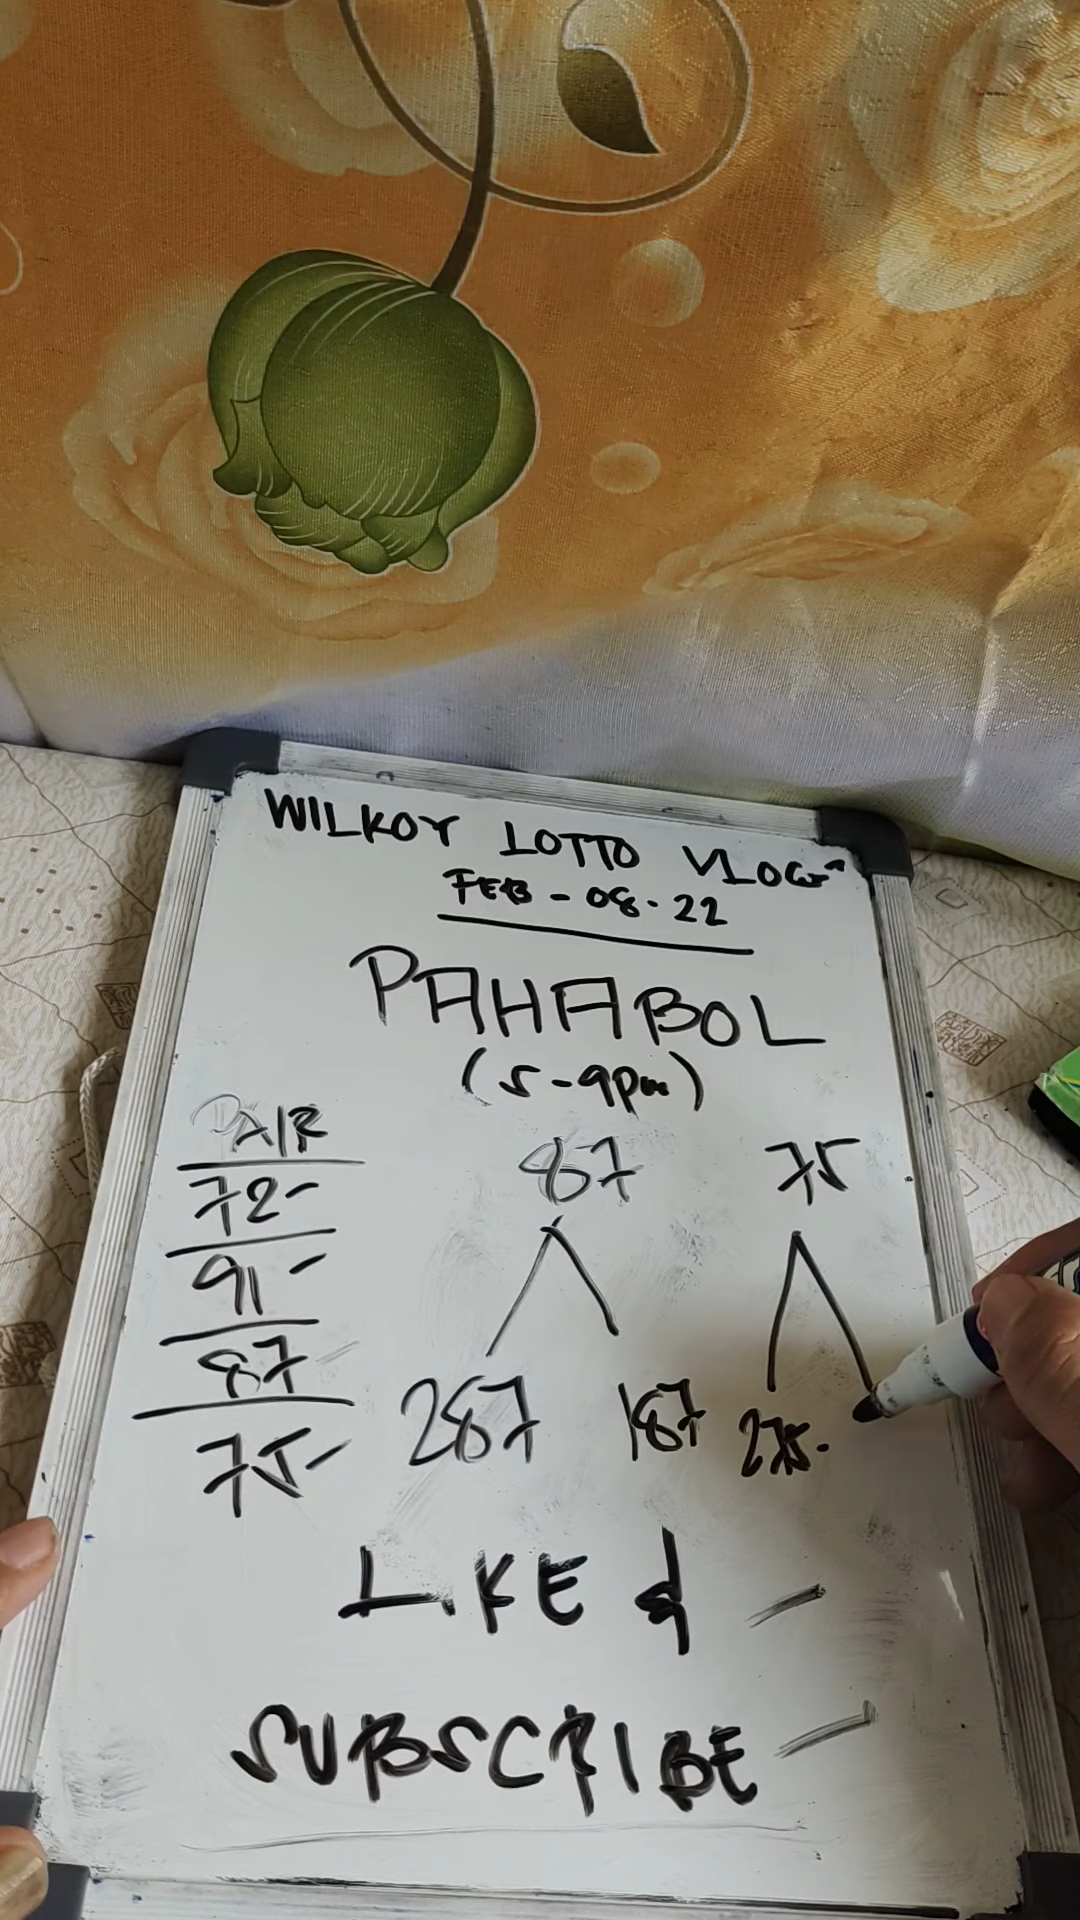 WILKOY LOTTO VLOG
FEB - 08 - 22
PAHABOL
(5-9pm)
PAIR
72-
91-
87
75-
87 75
287 187 275.
LIKE &
SUBSCRIBE